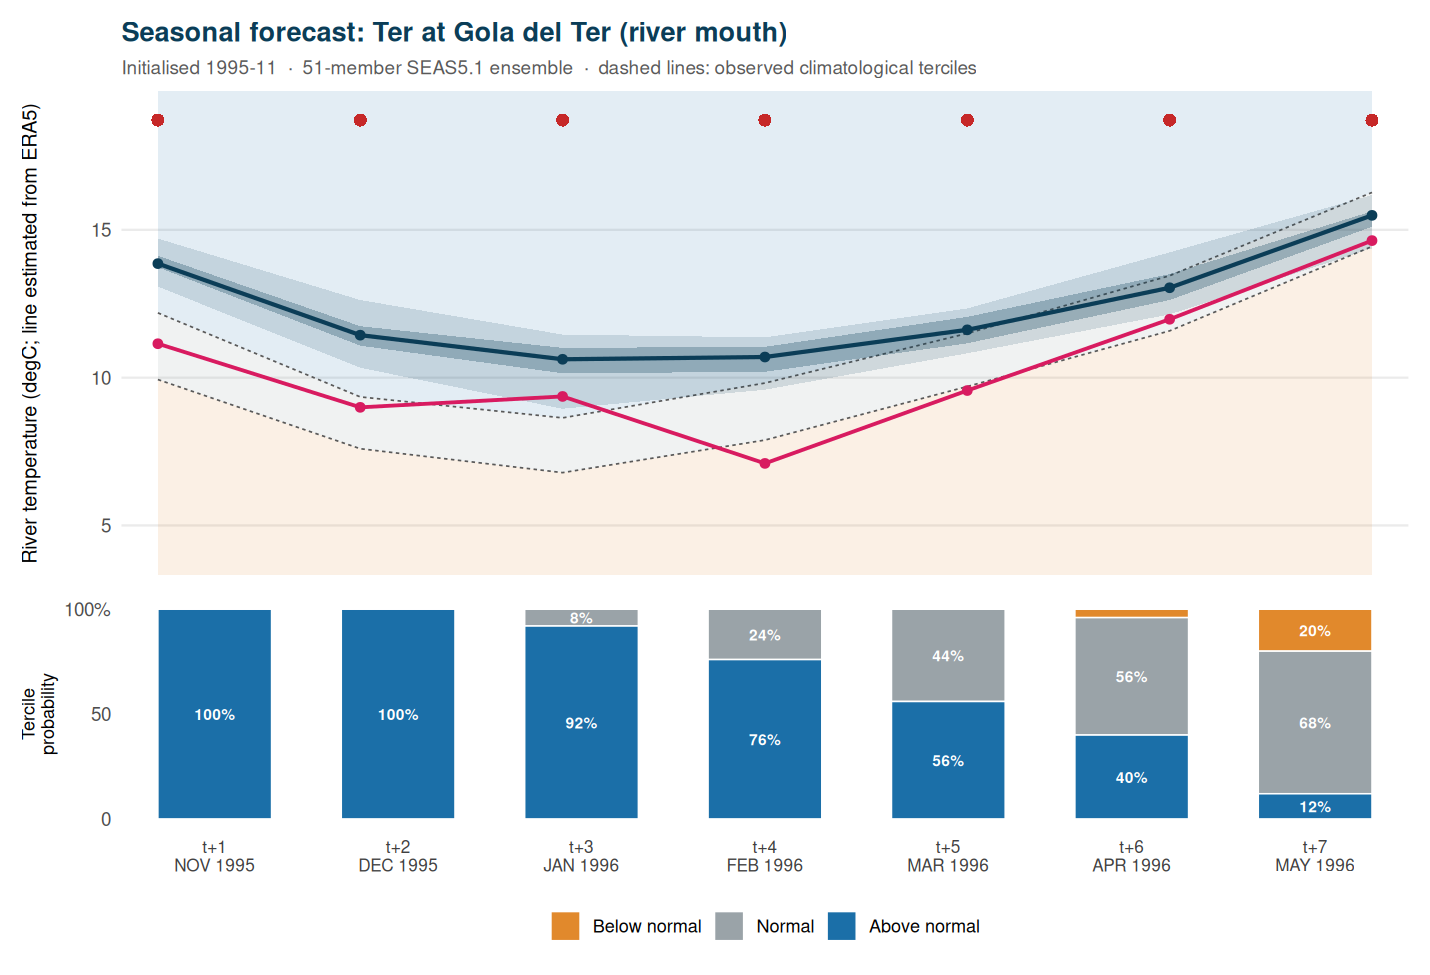 Seasonal forecast: Ter at Gola del Ter (river mouth)
Initialised 1995-11 · 51-member SEAS5.1 ensemble · dashed lines: observed climatological terciles
River temperature (degC; line estimated from ERA5)
15
10
5
Tercile
probability
100%
50
0
100%
100%
8%
92%
24%
76%
44%
56%
56%
40%
20%
68%
12%
t+1
NOV 1995
t+2
DEC 1995
t+3
JAN 1996
t+4
FEB 1996
t+5
MAR 1996
t+6
APR 1996
t+7
MAY 1996
Below normal
Normal
Above normal